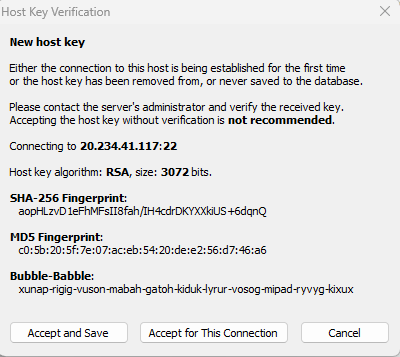 Host Key Verification
New host key
Either the connection to this host is being established for the first time
or the host key has been removed from, or never saved to the database.
Please contact the server's administrator and verify the received key.
Accepting the host key without verification is not recommended.
Connecting to 20.234.41.117:22
Host key algorithm: RSA, size: 3072 bits.
SHA-256 Fingerprint:
aopHLzvD1eFhMFsII8fah/IH4cdrDKYXXkiUS+6dqnQ
MD5 Fingerprint:
c0:5b:20:5f:7e:07:ac:eb:54:20:de:e2:56:d7:46:a6
Bubble-Babble:
xunap-rigig-vuson-mabah-gatoh-kiduk-lyrur-vosog-mipad-ryvyg-kixux
Accept and Save Accept for This Connection Cancel